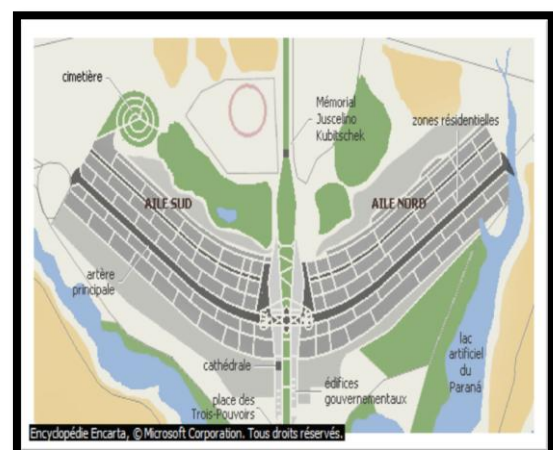 cimetière
Mémorial
Juscelino
Kubitschek
zones résidentielles
AILE SUD
AILE NORD
artère
principale
lac
artificiel
du
Paraná
cathédrale
édifices
gouvernementaux
place des
Trois-Pouvoirs
Encyclopédie Encarta, © Microsoft Corporation. Tous droits réservés.